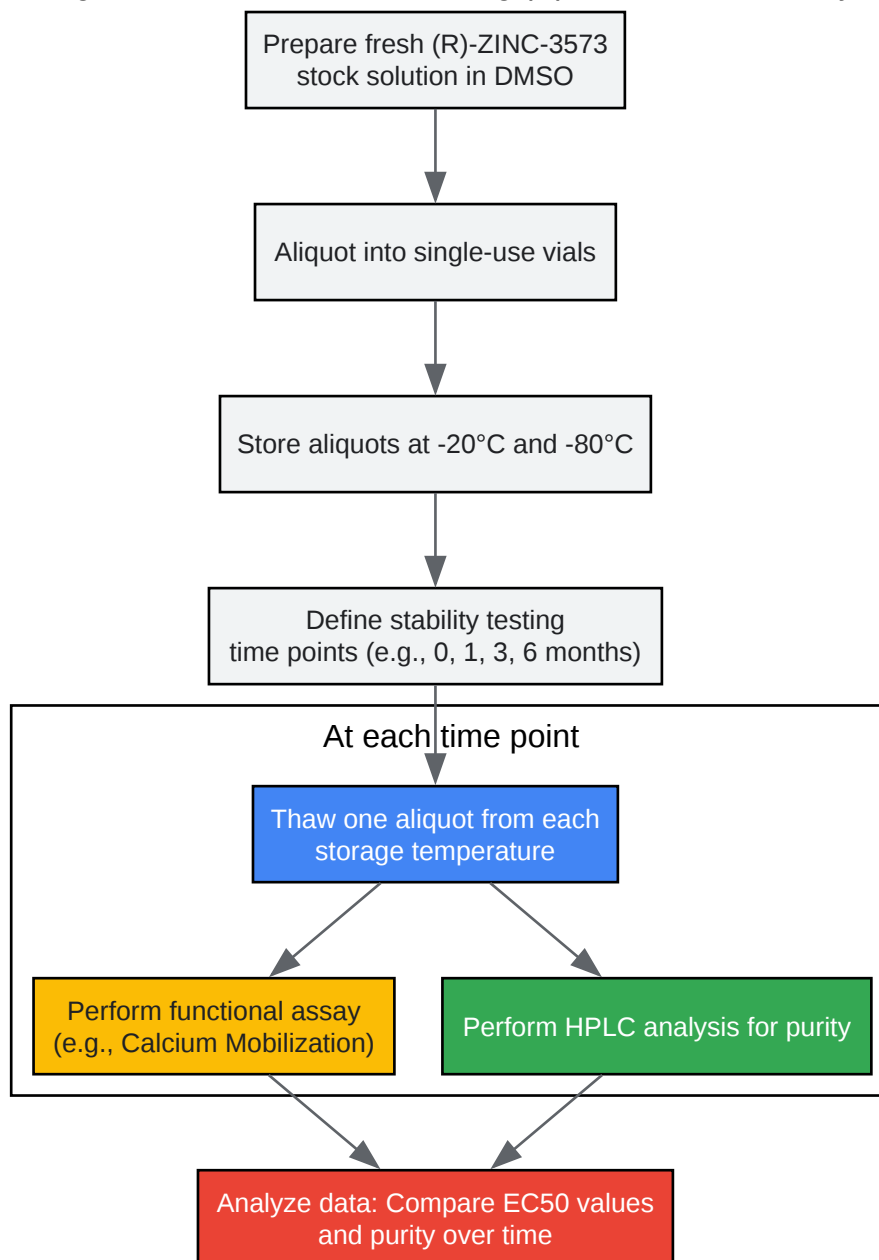 Prepare fresh (R)-ZINC-3573
stock solution in DMSO
Aliquot into single-use vials
Store aliquots at -20°C and -80°C
Define stability testing
time points (e.g., 0, 1, 3, 6 months)
At each time point
Thaw one aliquot from each
storage temperature
Perform functional assay
(e.g., Calcium Mobilization)
Perform HPLC analysis for purity
Analyze data: Compare EC50 values
and purity over time